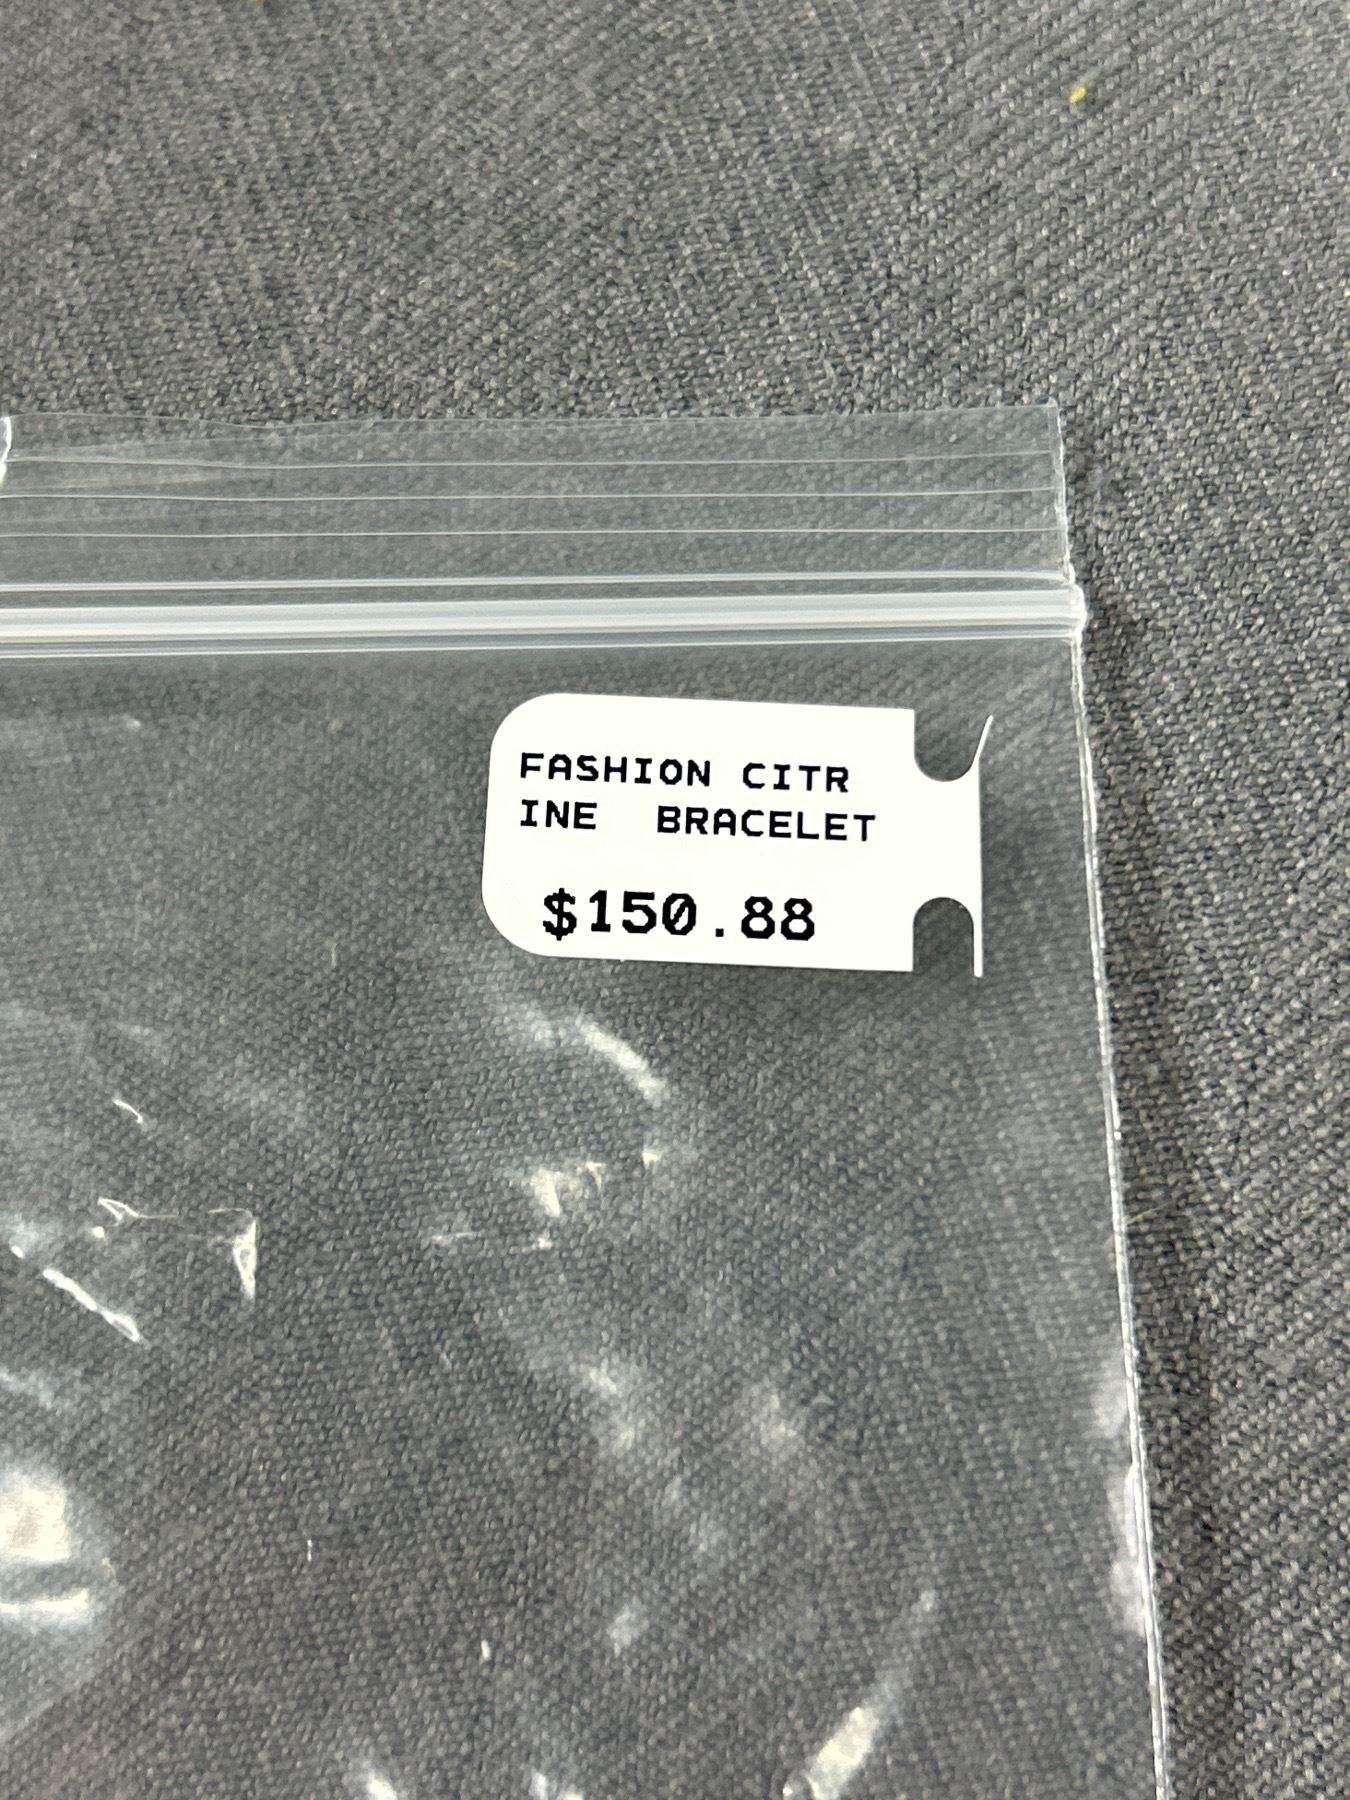 FASHION CITR
INE  BRACELET
$150.88